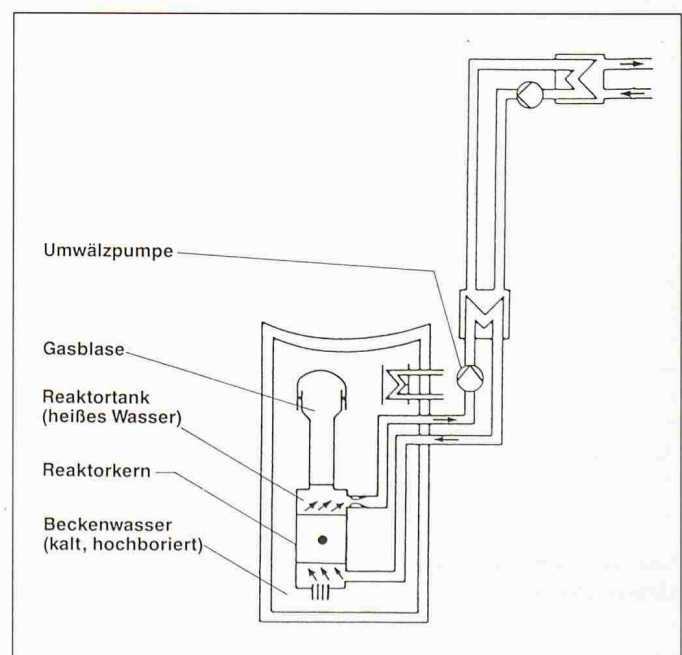 Umwälzpumpe
Gasblase
Reaktortank
(heißes Wasser)
Reaktorkern
Beckenwasser
(kalt, hochboriert)